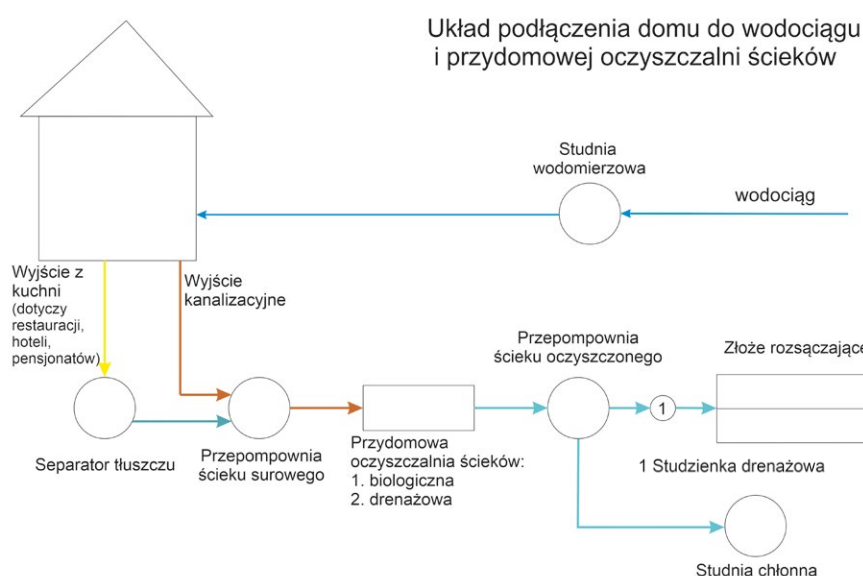 Układ podłączenia domu do wodociągu
i przydomowej oczyszczalni ścieków
Studnia
wodomierzowa
wodociąg
Wyjście z
kuchni
(dotyczy
restauracji,
hoteli,
pensjonatów)
Wyjście
kanalizacyjne
Przepompownia
ścieku oczyszczonego
Złoże rozsączające
1
Separator tłuszczu
Przepompownia
ścieku surowego
Przydomowa
oczyszczalnia ścieków:
1. biologiczna
2. drenażowa
1 Studzienka drenażowa
Studnia chłonna